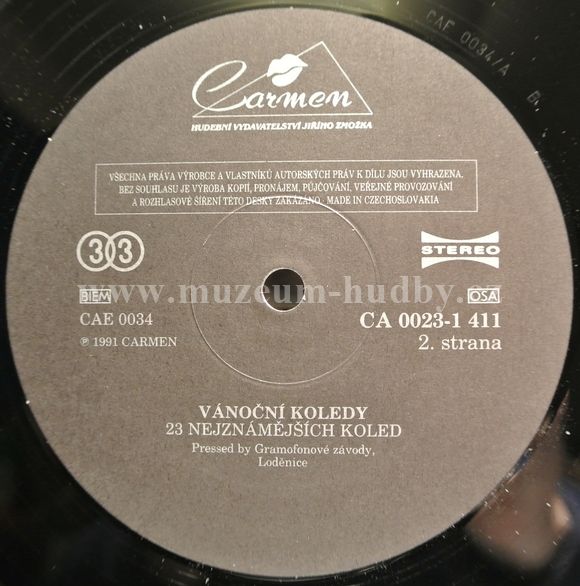 CAE 0034/A
Carmen
HUDEBNÍ VYDAVATELSTVÍ JIŘÍHO ZMOŽKA
VŠECHNA PRÁVA VÝROBCE A VLASTNÍKŮ AUTORSKÝCH PRÁV K DÍLU JSOU VYHRAZENA.
BEZ SOUHLASU JE VÝROBA KOPIÍ, PRONÁJEM, PŮJČOVÁNÍ, VEŘEJNÉ PROVOZOVÁNÍ
A ROZHLASOVÉ ŠÍŘENÍ TÉTO DESKY ZAKÁZÁNO · MADE IN CZECHOSLOVAKIA
33
STEREO
www.muzeum-hudby.cz
BIEM
OSA
CAE 0034
CA 0023-1 411
℗ 1991 CARMEN
2. strana
VÁNOČNÍ KOLEDY
23 NEJZNÁMĚJŠÍCH KOLED
Pressed by Gramofonové závody,
Loděnice